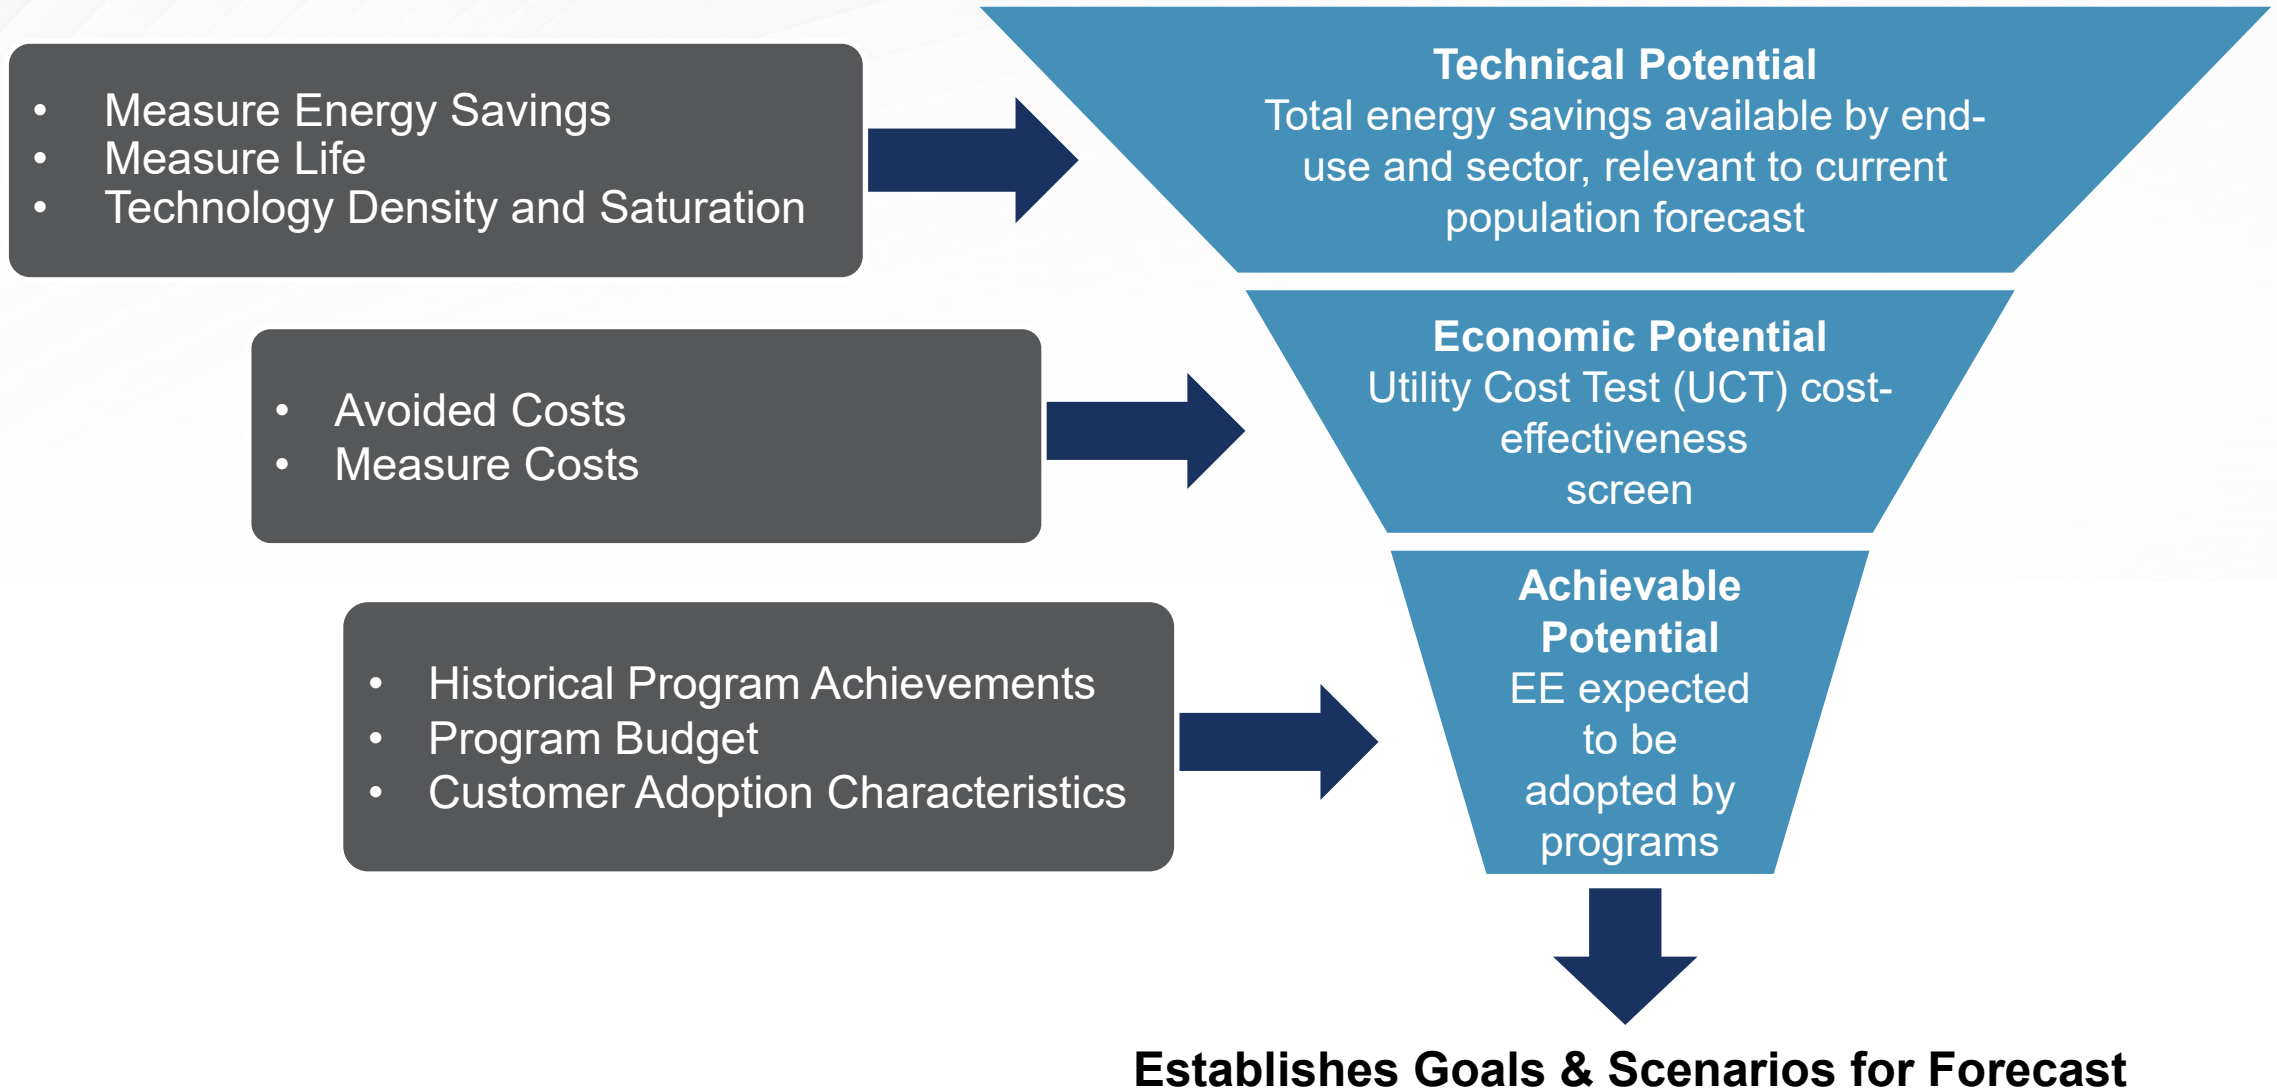 • Measure Energy Savings
• Measure Life
• Technology Density and Saturation
Technical Potential
Total energy savings available by end-
use and sector, relevant to current
population forecast
• Avoided Costs
• Measure Costs
Economic Potential
Utility Cost Test (UCT) cost-
effectiveness
screen
• Historical Program Achievements
• Program Budget
• Customer Adoption Characteristics
Achievable
Potential
EE expected
to be
adopted by
programs
Establishes Goals & Scenarios for Forecast